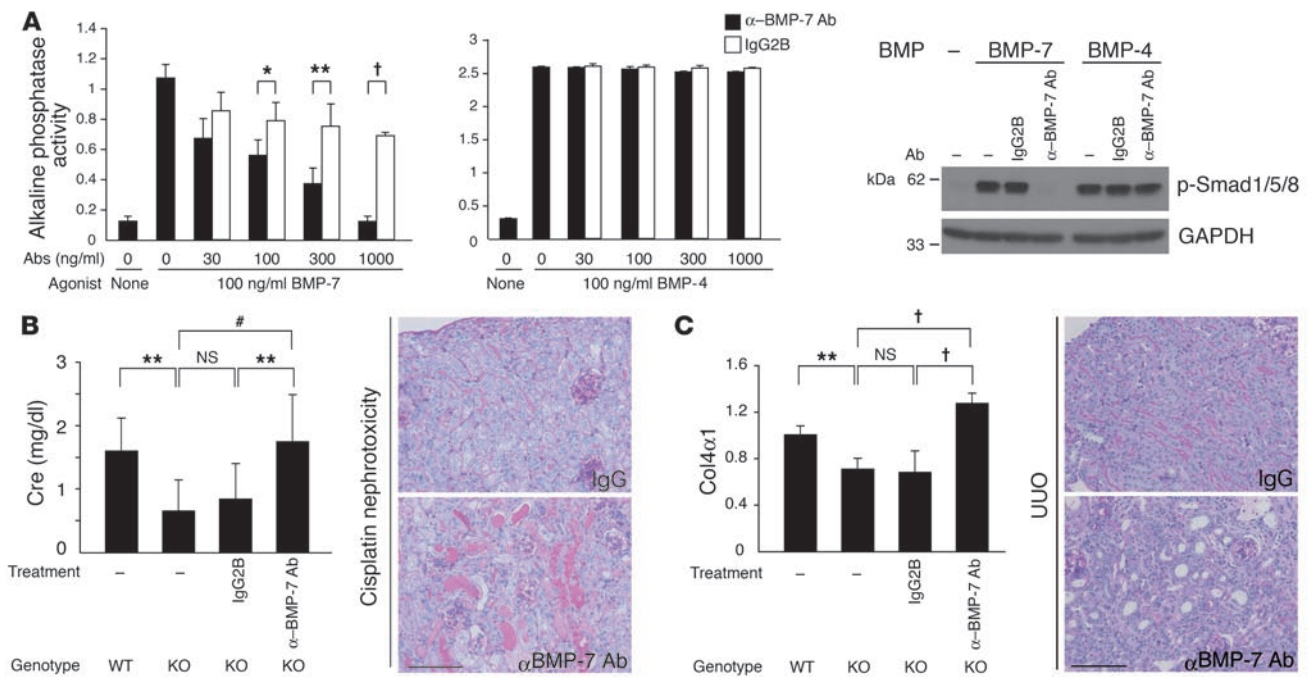 A
1.4
1.2
1
0.8
0.6
0.4
0.2
0
Alkaline phosphatase
activity
* ** †
Abs (ng/ml) 0 0 30 100 300 1000
Agonist None 100 ng/ml BMP-7
3
2.5
2
1.5
1
0.5
0
0 0 30 100 300 1000
None 100 ng/ml BMP-4
α–BMP-7 Ab
IgG2B
BMP – BMP-7 BMP-4
Ab – – IgG2B α–BMP-7 Ab – IgG2B α–BMP-7 Ab
kDa 62 p-Smad1/5/8
33 GAPDH
B
#
** NS **
3
2
1
0
Cre (mg/dl)
Treatment – – IgG2B α–BMP-7 Ab
Genotype WT KO KO KO
Cisplatin nephrotoxicity
IgG
αBMP-7 Ab
C
†
** NS †
1.6
1.2
0.8
0.4
0
Col4α1
Treatment – – IgG2B α–BMP-7 Ab
Genotype WT KO KO KO
UUO
IgG
αBMP-7 Ab